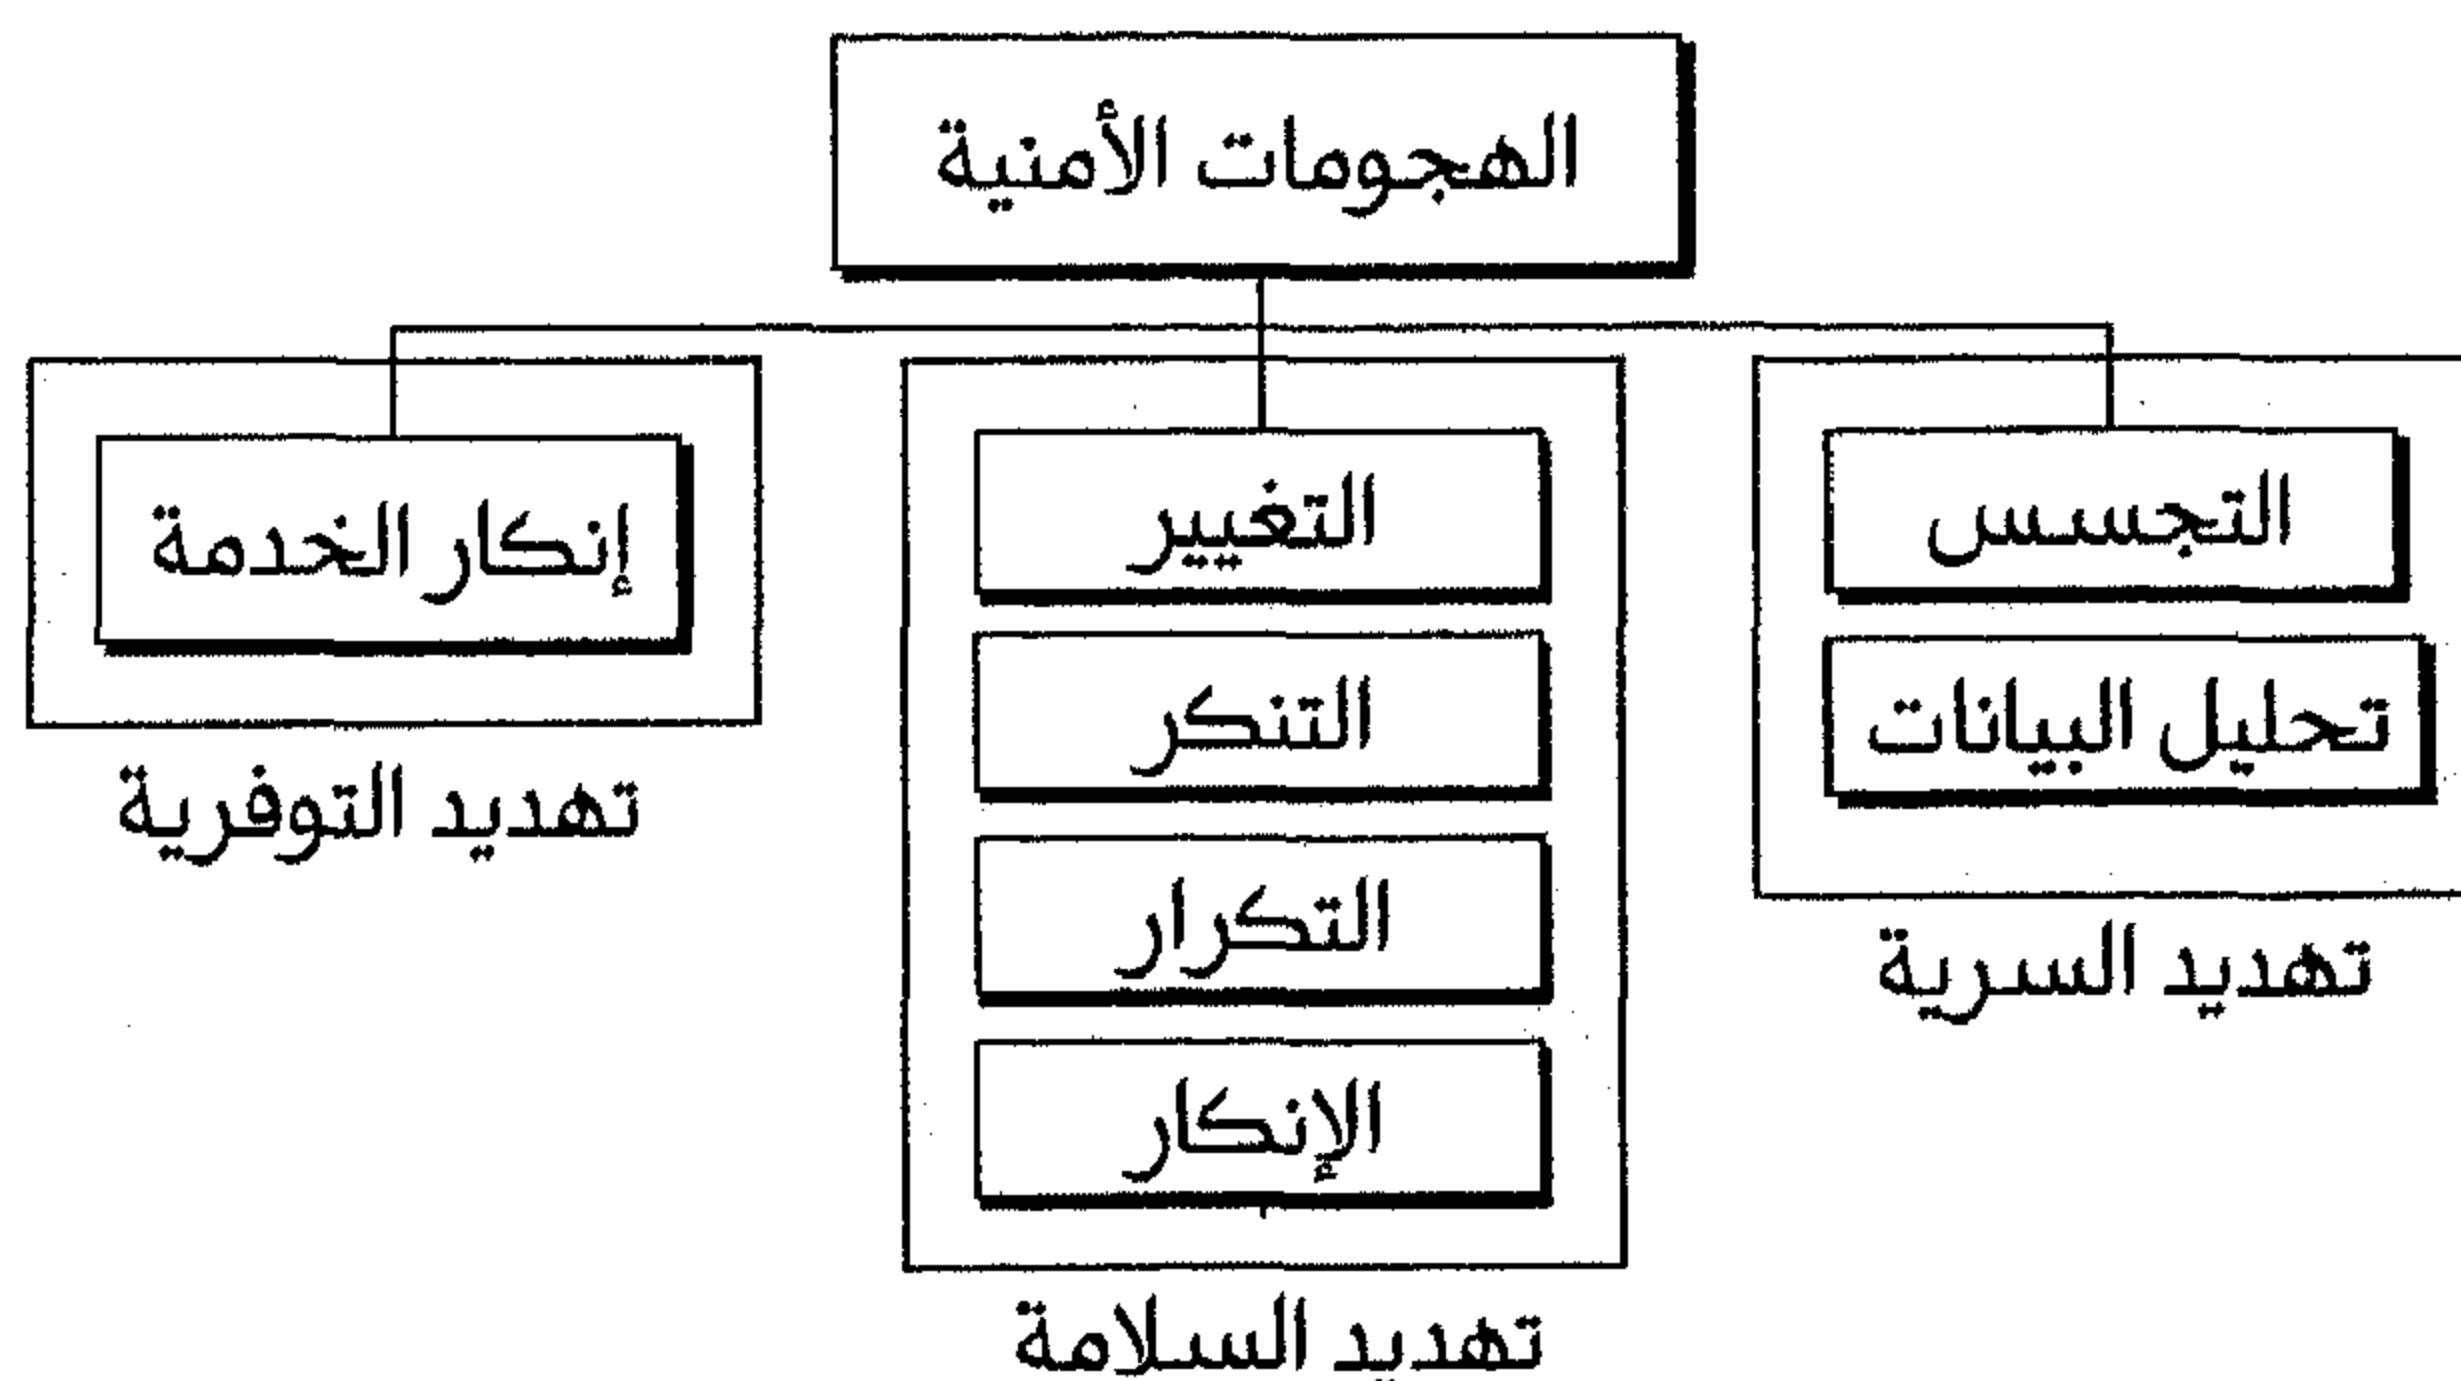 الهجومات الأمنية
التجسس
تحليل البيانات
تهديد السرية
التغيير
التنكر
التكرار
الإنكار
تهديد السلامة
إنكار الخدمة
تهديد التوفرية